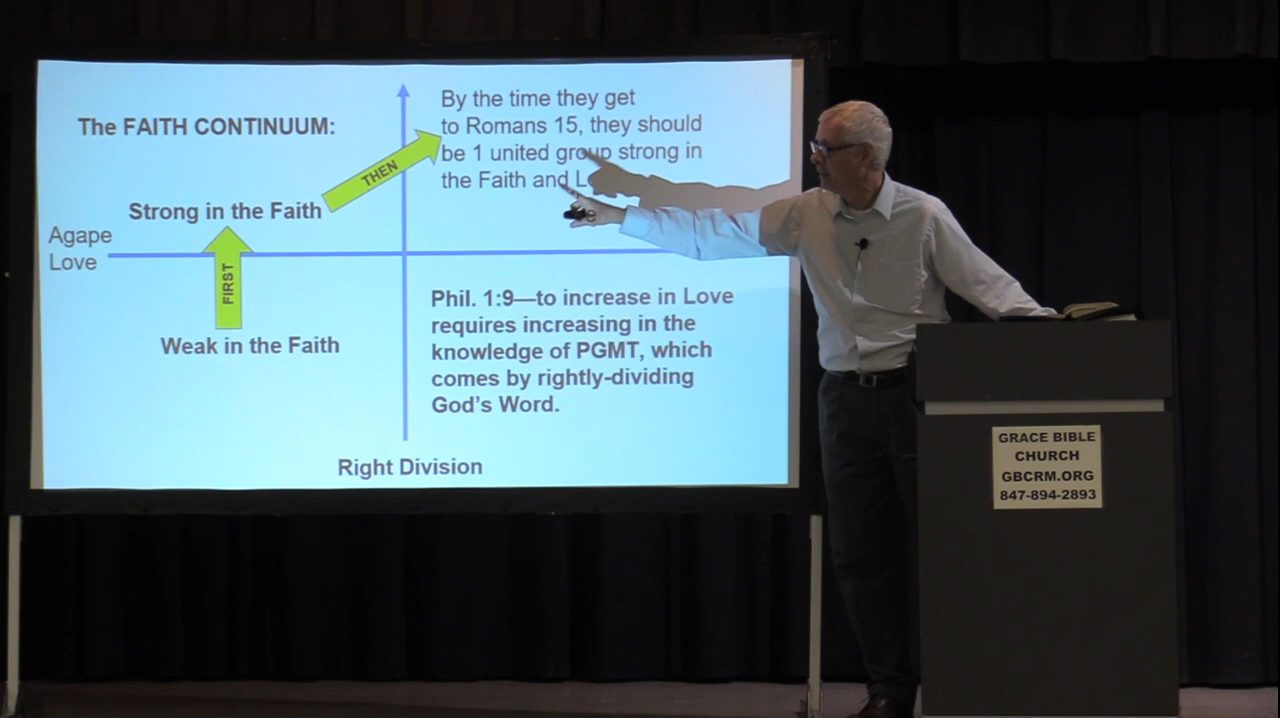 The FAITH CONTINUUM:
By the time they get
to Romans 15, they should
be 1 united group strong in
the Faith and
THEN
Strong in the Faith
Agape
Love
FIRST
Weak in the Faith
Phil. 1:9—to increase in Love
requires increasing in the
knowledge of PGMT, which
comes by rightly-dividing
God's Word.
Right Division
GRACE BIBLE
CHURCH
GBCRM.ORG
847-894-2893